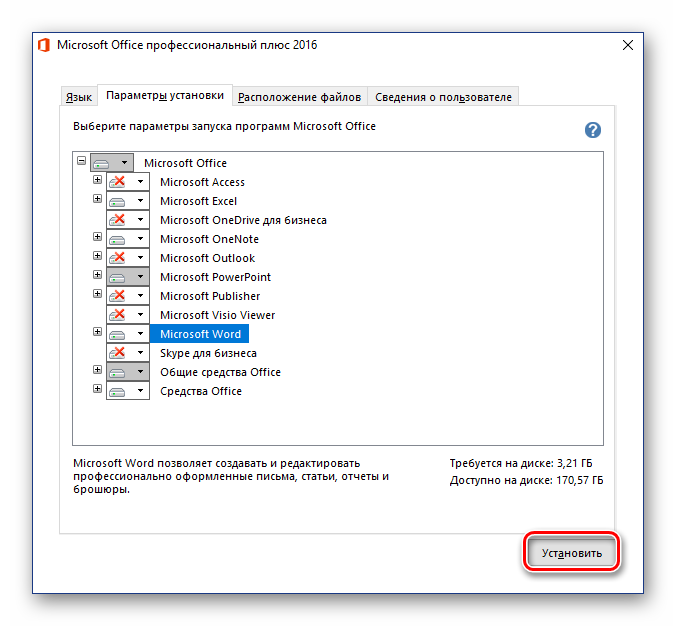 Microsoft Office профессиональный плюс 2016
Язык Параметры установки Расположение файлов Сведения о пользователе
Выберите параметры запуска программ Microsoft Office
Microsoft Office
Microsoft Access
Microsoft Excel
Microsoft OneDrive для бизнеса
Microsoft OneNote
Microsoft Outlook
Microsoft PowerPoint
Microsoft Publisher
Microsoft Visio Viewer
Microsoft Word
Skype для бизнеса
Общие средства Office
Средства Office
Microsoft Word позволяет создавать и редактировать
профессионально оформленные письма, статьи, отчеты и
брошюры.
Требуется на диске: 3,21 ГБ
Доступно на диске: 170,57 ГБ
Установить